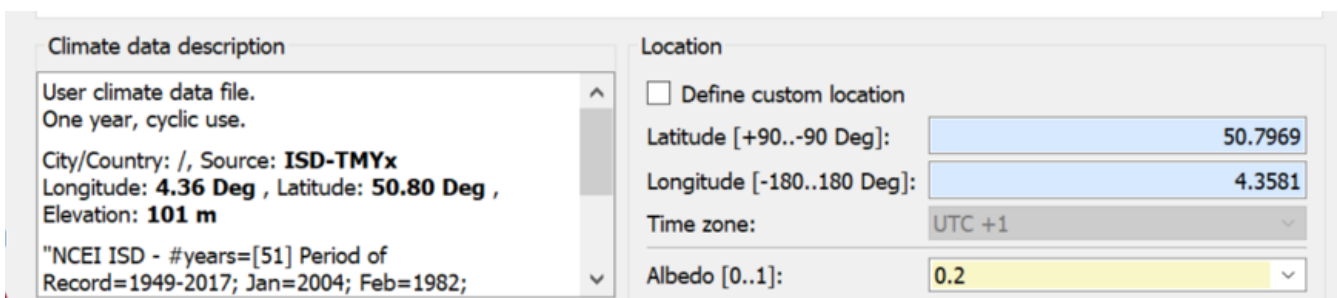 Climate data description
User climate data file.
One year, cyclic use.
City/Country: /, Source: ISD-TMYx
Longitude: 4.36 Deg , Latitude: 50.80 Deg ,
Elevation: 101 m
"NCEI ISD - #years=[51] Period of
Record=1949-2017; Jan=2004; Feb=1982;
Location
Define custom location
Latitude [+90..-90 Deg]: 50.7969
Longitude [-180..180 Deg]: 4.3581
Time zone: UTC +1
Albedo [0..1]: 0.2